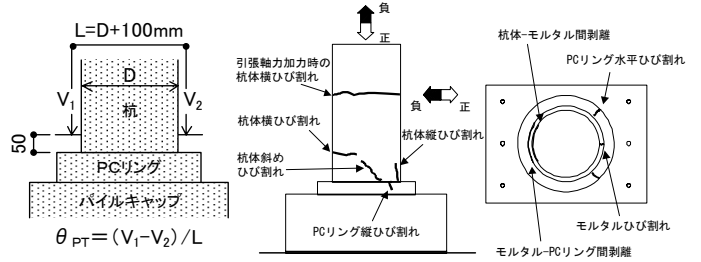 L=D+100mm
D
V1
V2
杭
50
PCリング
パイルキャップ
θPT=(V1-V2)/L
負
正
引張軸力加力時の
杭体横ひび割れ
負
正
杭体横ひび割れ
杭体縦ひび割れ
杭体斜め
ひび割れ
PCリング縦ひび割れ
杭体-モルタル間剥離
PCリング水平ひび割れ
モルタルひび割れ
モルタル-PCリング間剥離